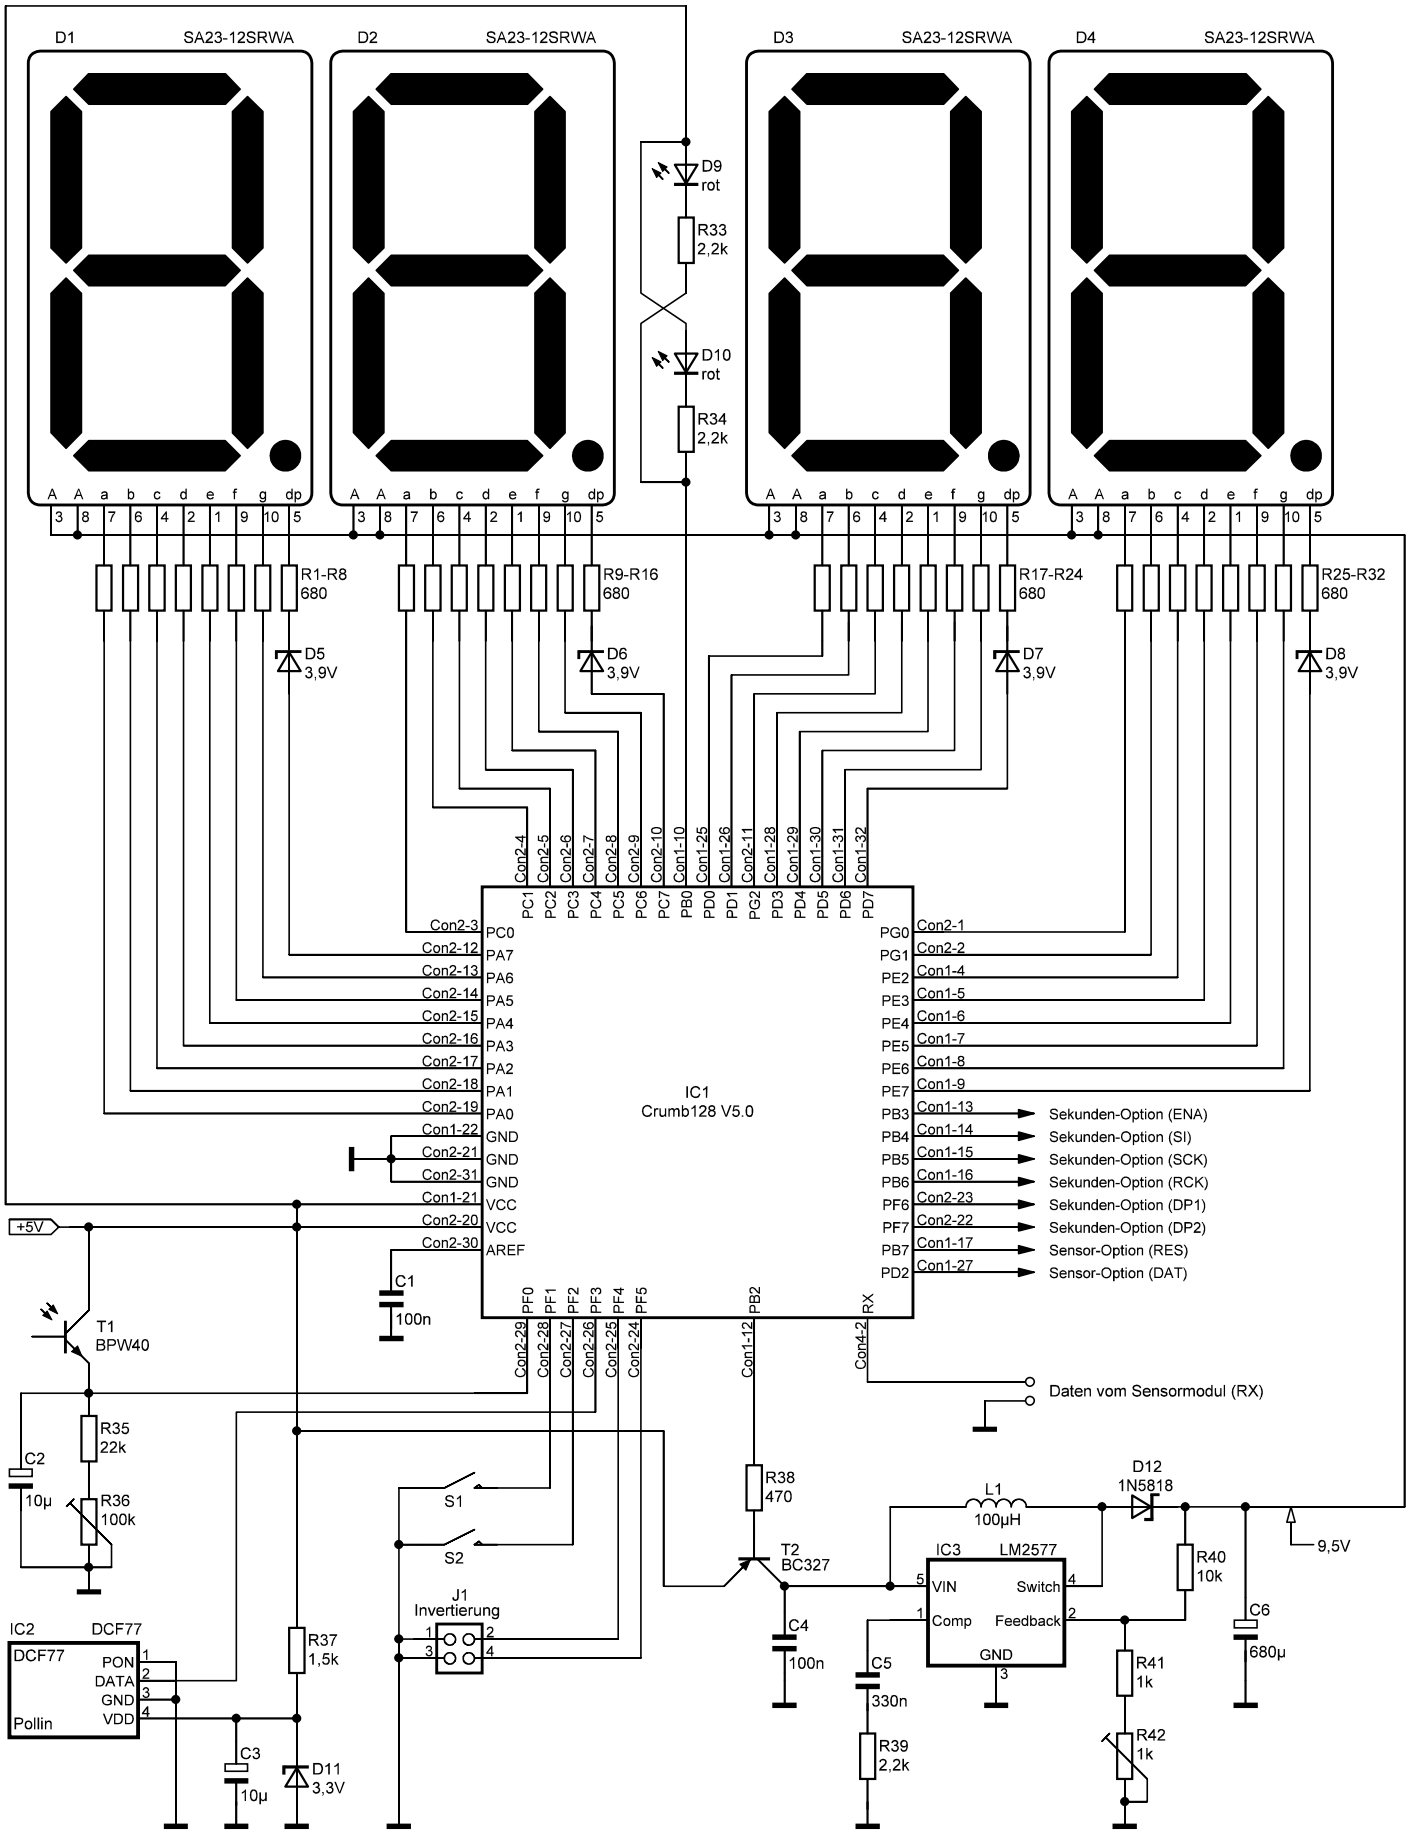 D1 SA23-12SRWA
D2 SA23-12SRWA
D3 SA23-12SRWA
D4 SA23-12SRWA
D9
rot
R33
2,2k
D10
rot
R34
2,2k
A A a b c d e f g dp
3 8 7 6 4 2 1 9 10 5
A A a b c d e f g dp
3 8 7 6 4 2 1 9 10 5
A A a b c d e f g dp
3 8 7 6 4 2 1 9 10 5
A A a b c d e f g dp
3 8 7 6 4 2 1 9 10 5
R1-R8
680
R9-R16
680
R17-R24
680
R25-R32
680
D5
3,9V
D6
3,9V
D7
3,9V
D8
3,9V
Con2-4
Con2-5
Con2-6
Con2-7
Con2-8
Con2-9
Con2-10
Con1-10
Con1-25
Con1-26
Con2-11
Con1-28
Con1-29
Con1-30
Con1-31
Con1-32
PC1
PC2
PC3
PC4
PC5
PC6
PC7
PB0
PD0
PD1
PG2
PD3
PD4
PD5
PD6
PD7
Con2-3 PC0
Con2-12 PA7
Con2-13 PA6
Con2-14 PA5
Con2-15 PA4
Con2-16 PA3
Con2-17 PA2
Con2-18 PA1
Con2-19 PA0
Con1-22 GND
Con2-21 GND
Con2-31 GND
Con1-21 VCC
Con2-20 VCC
Con2-30 AREF
IC1
Crumb128 V5.0
PG0 Con2-1
PG1 Con2-2
PE2 Con1-4
PE3 Con1-5
PE4 Con1-6
PE5 Con1-7
PE6 Con1-8
PE7 Con1-9
PB3 Con1-13 Sekunden-Option (ENA)
PB4 Con1-14 Sekunden-Option (SI)
PB5 Con1-15 Sekunden-Option (SCK)
PB6 Con1-16 Sekunden-Option (RCK)
PF6 Con2-23 Sekunden-Option (DP1)
PF7 Con2-22 Sekunden-Option (DP2)
PB7 Con1-17 Sensor-Option (RES)
PD2 Con1-27 Sensor-Option (DAT)
+5V
C1
100n
PF0
PF1
PF2
PF3
PF4
PF5
PB2
RX
Con2-29
Con2-28
Con2-27
Con2-26
Con2-25
Con2-24
Con1-12
Con4-2
T1
BPW40
Daten vom Sensormodul (RX)
R35
22k
C2
10µ
R36
100k
S1
S2
J1
Invertierung
1 2
3 4
R38
470
T2
BC327
L1
100µH
D12
1N5818
9,5V
IC3 LM2577
5 VIN Switch 4
1 Comp Feedback 2
GND
3
R40
10k
C6
680µ
C4
100n
C5
330n
R39
2,2k
R41
1k
R42
1k
IC2 DCF77
DCF77
PON 1
DATA 2
GND 3
VDD 4
Pollin
R37
1,5k
C3
10µ
D11
3,3V